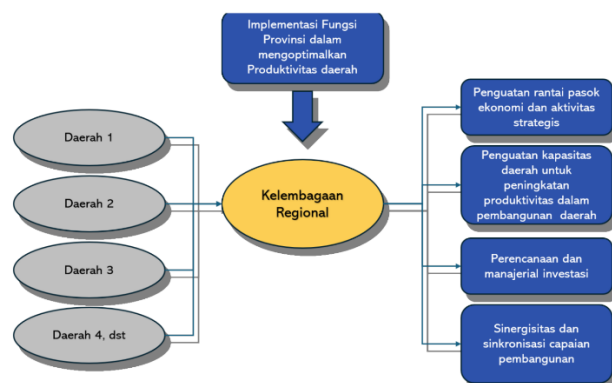 Implementasi Fungsi
Provinsi dalam
mengoptimalkan
Produktivitas daerah
Daerah 1
Daerah 2
Daerah 3
Daerah 4, dst
Kelembagaan
Regional
Penguatan rantai pasok
ekonomi dan aktivitas
strategis
Penguatan kapasitas
daerah untuk
peningkatan
produktivitas dalam
pembangunan daerah
Perencanaan dan
manajerial investasi
Sinergisitas dan
sinkronisasi capaian
pembangunan